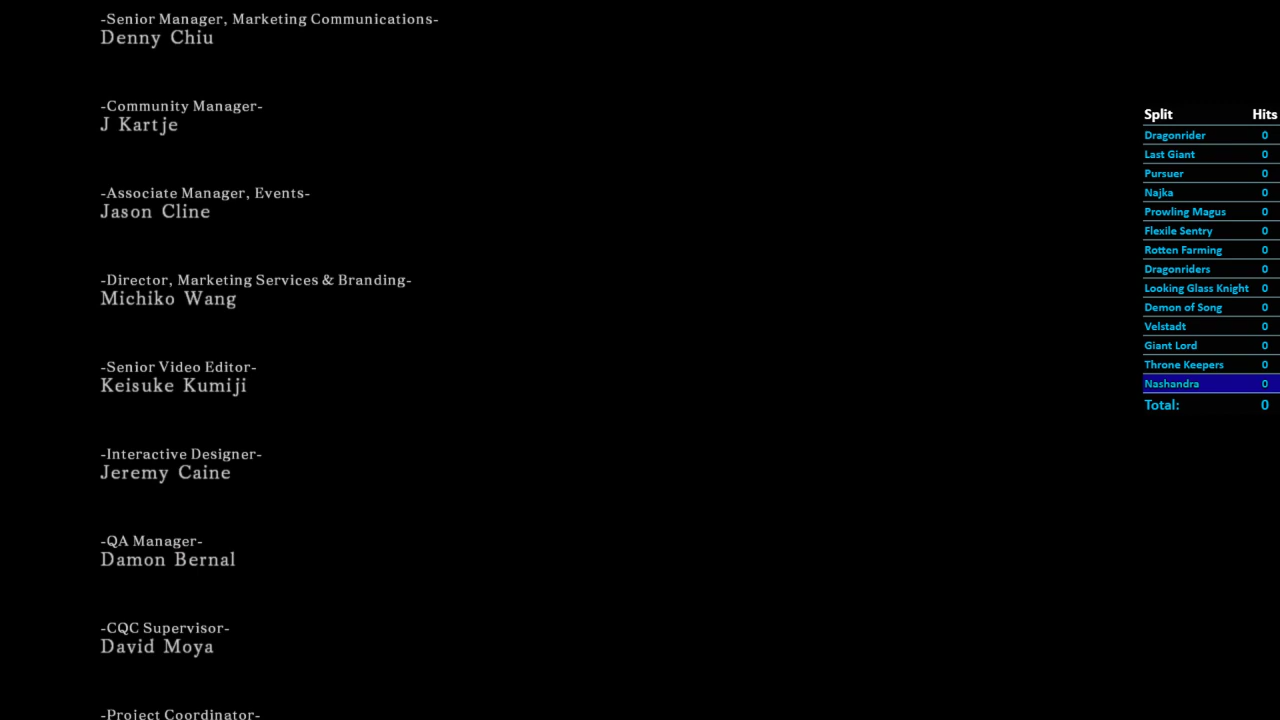 -Senior Manager, Marketing Communications-
Denny Chiu
-Community Manager-
J Kartje
-Associate Manager, Events-
Jason Cline
-Director, Marketing Services & Branding-
Michiko Wang
-Senior Video Editor-
Keisuke Kumiji
-Interactive Designer-
Jeremy Caine
-QA Manager-
Damon Bernal
-CQC Supervisor-
David Moya
-Project Coordinator-
Split Hits
Dragonrider 0
Last Giant 0
Pursuer 0
Najka 0
Prowling Magus 0
Flexile Sentry 0
Rotten Farming 0
Dragonriders 0
Looking Glass Knight 0
Demon of Song 0
Velstadt 0
Giant Lord 0
Throne Keepers 0
Nashandra 0
Total: 0